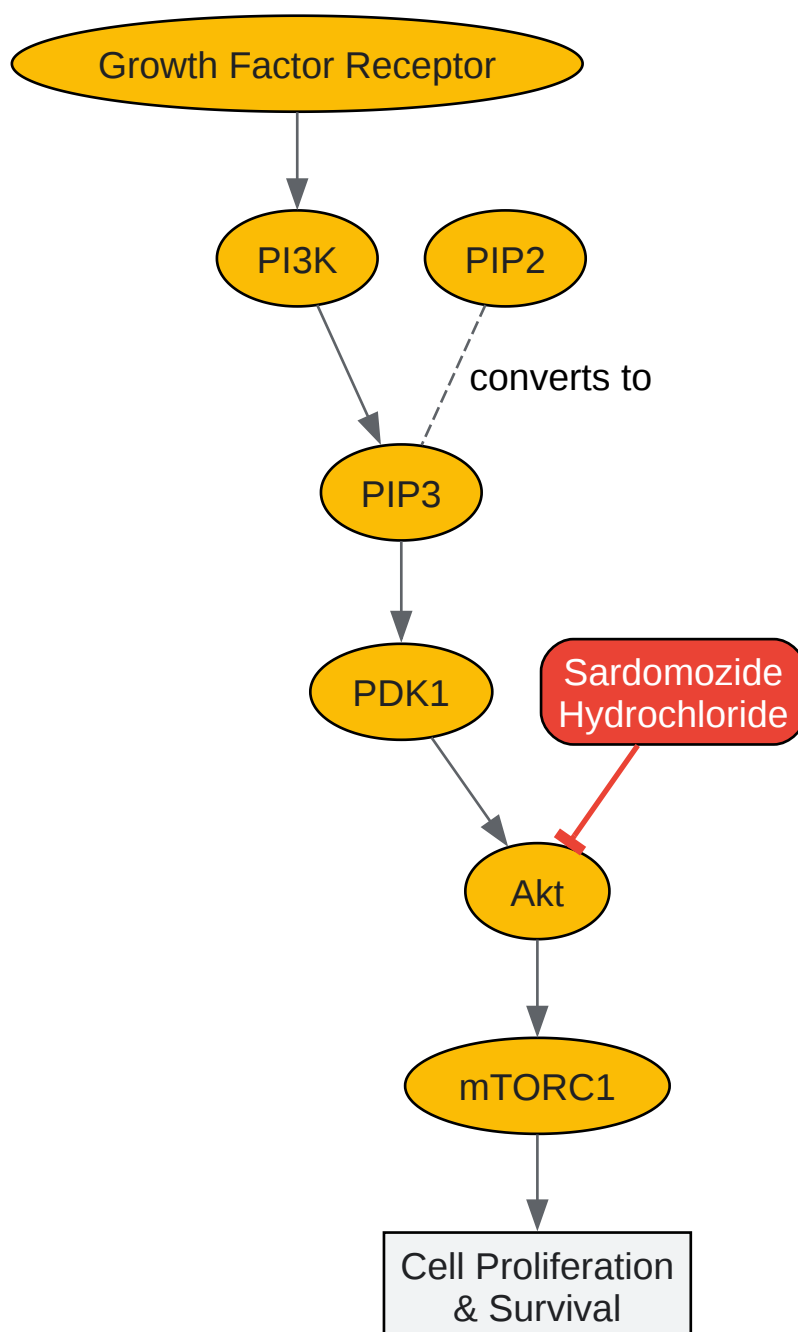 Growth Factor Receptor
PI3K
PIP2
converts to
PIP3
PDK1
Sardomozide
Hydrochloride
Akt
mTORC1
Cell Proliferation
& Survival